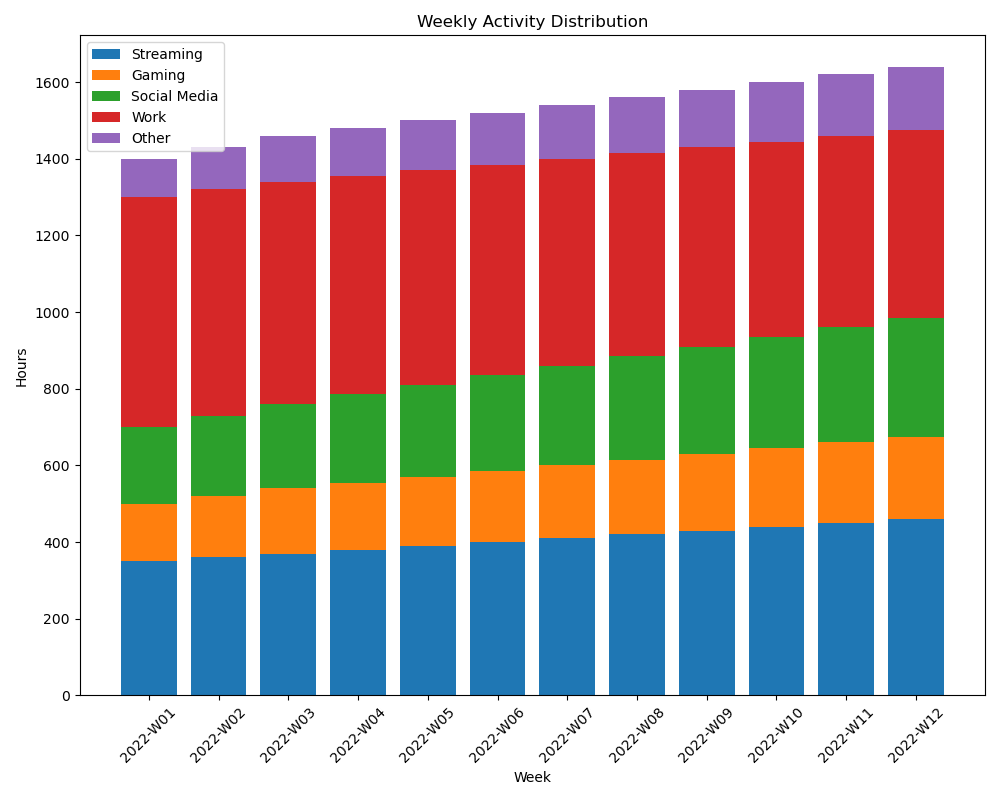 Weekly Activity Distribution
Streaming
Gaming
Social Media
Work
Other
Hours
1600
1400
1200
1000
800
600
400
200
0
2022-W01
2022-W02
2022-W03
2022-W04
2022-W05
2022-W06
2022-W07
2022-W08
2022-W09
2022-W10
2022-W11
2022-W12
Week